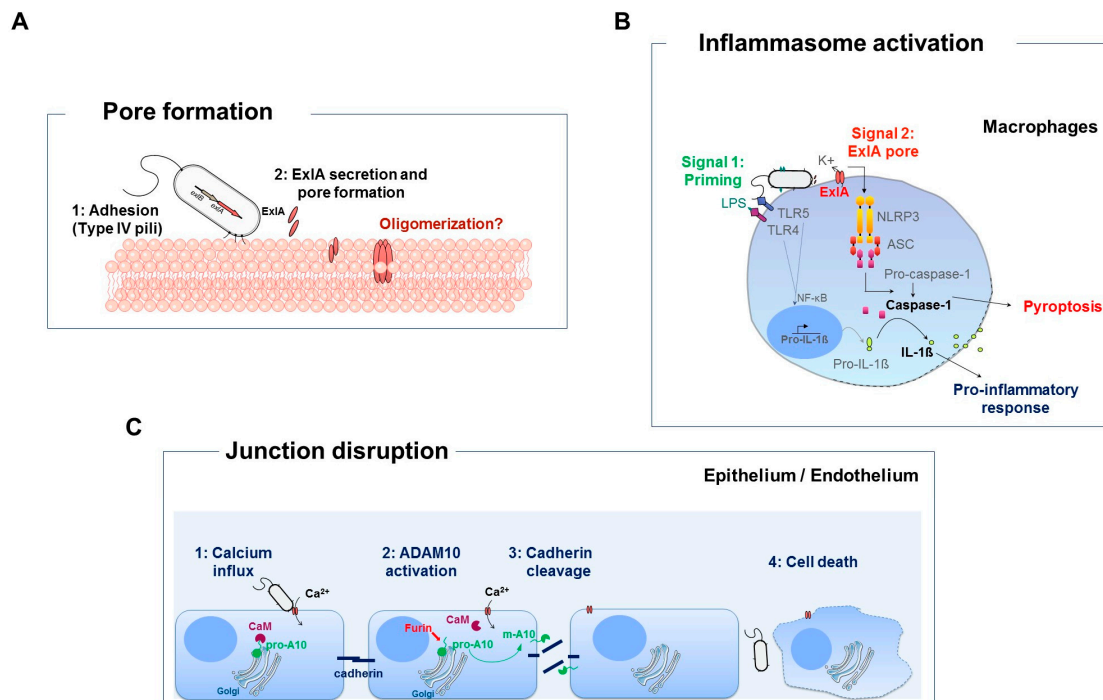 A
Pore formation
exlB
exlA
1: Adhesion
(Type IV pili)
2: ExlA secretion and
pore formation
ExlA
Oligomerization?
B
Inflammasome activation
Macrophages
Signal 2:
ExlA pore
Signal 1:
Priming
K+
ExlA
LPS
TLR5
TLR4
NLRP3
ASC
Pro-caspase-1
Caspase-1
Pyroptosis
NF-κB
Pro-IL-1ß
Pro-IL-1ß
IL-1ß
Pro-inflammatory
response
C
Junction disruption
Epithelium / Endothelium
1: Calcium
influx
2: ADAM10
activation
3: Cadherin
cleavage
4: Cell death
Ca²⁺
CaM
pro-A10
Golgi
cadherin
Ca²⁺
CaM
Furin
pro-A10
m-A10
Golgi